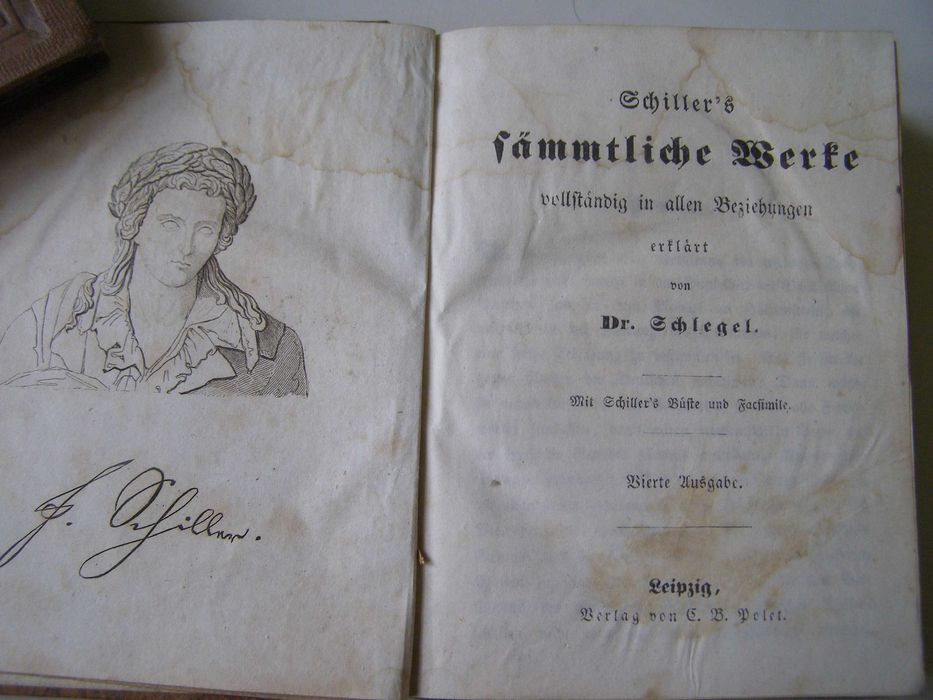 F. Schiller.
Schiller's
sämmtliche Werke
vollständig in allen Beziehungen
erklärt
von
Dr. Schlegel.
Mit Schiller's Büste und Facsimile.
Vierte Ausgabe.
Leipzig,
Verlag von C. B. Polet.